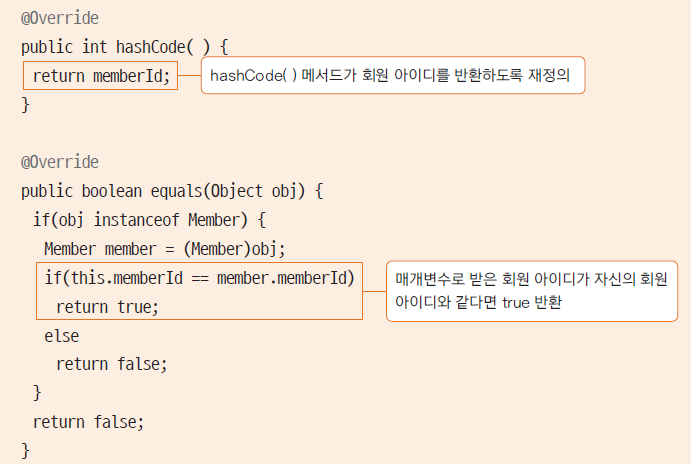 @Override
public int hashCode( ) {
return memberId;
hashCode( ) 메서드가 회원 아이디를 반환하도록 재정의
}
@Override
public boolean equals(Object obj) {
if(obj instanceof Member) {
Member member = (Member)obj;
if(this.memberId == member.memberId)
return true;
매개변수로 받은 회원 아이디가 자신의 회원
아이디와 같다면 true 반환
else
return false;
}
return false;
}